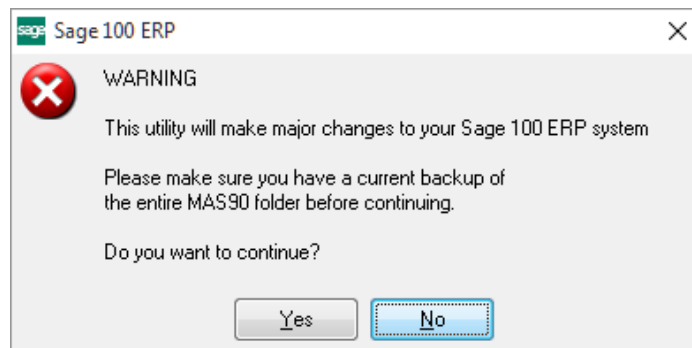 sage Sage 100 ERP
WARNING
This utility will make major changes to your Sage 100 ERP system
Please make sure you have a current backup of
the entire MAS90 folder before continuing.
Do you want to continue?
Yes No